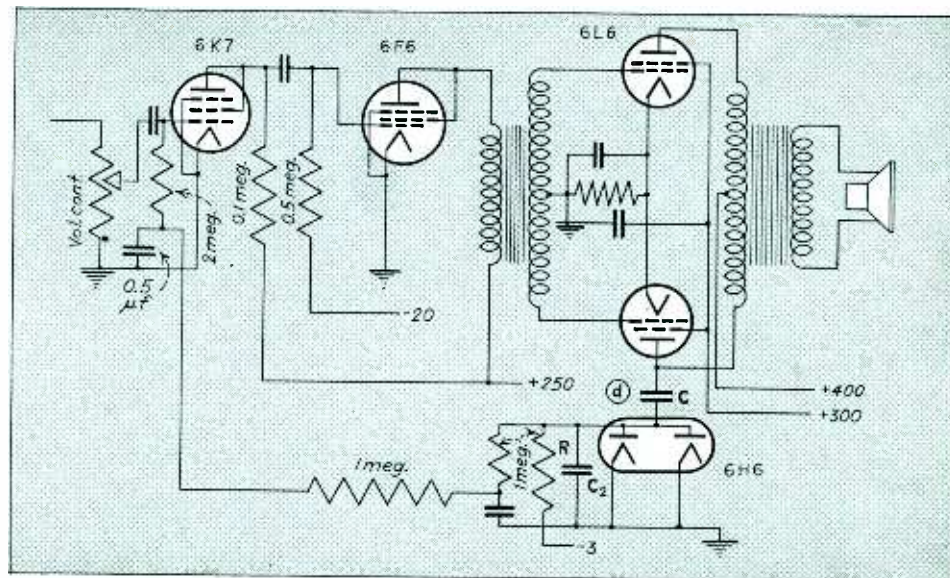 6K7
6F6
6L6
Vol. cont
2 meg.
0.1 meg.
0.5 meg.
0.5
μf.
-20
+250
d
C
+400
+300
1 meg.
1 meg.
R
C₂
6H6
-3